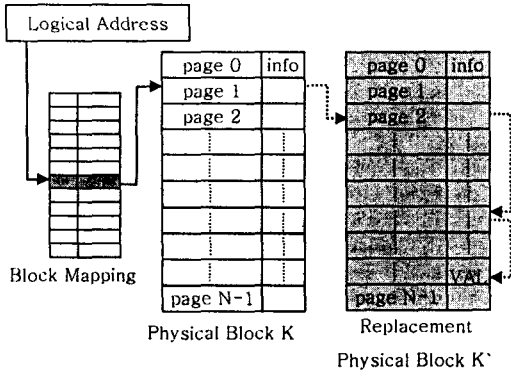 Logical Address
page 0 info
page 1
page 2
page N-1
Block Mapping
Physical Block K
page 0 info
page 1
page 2
VAL
page N-1
Replacement
Physical Block K`